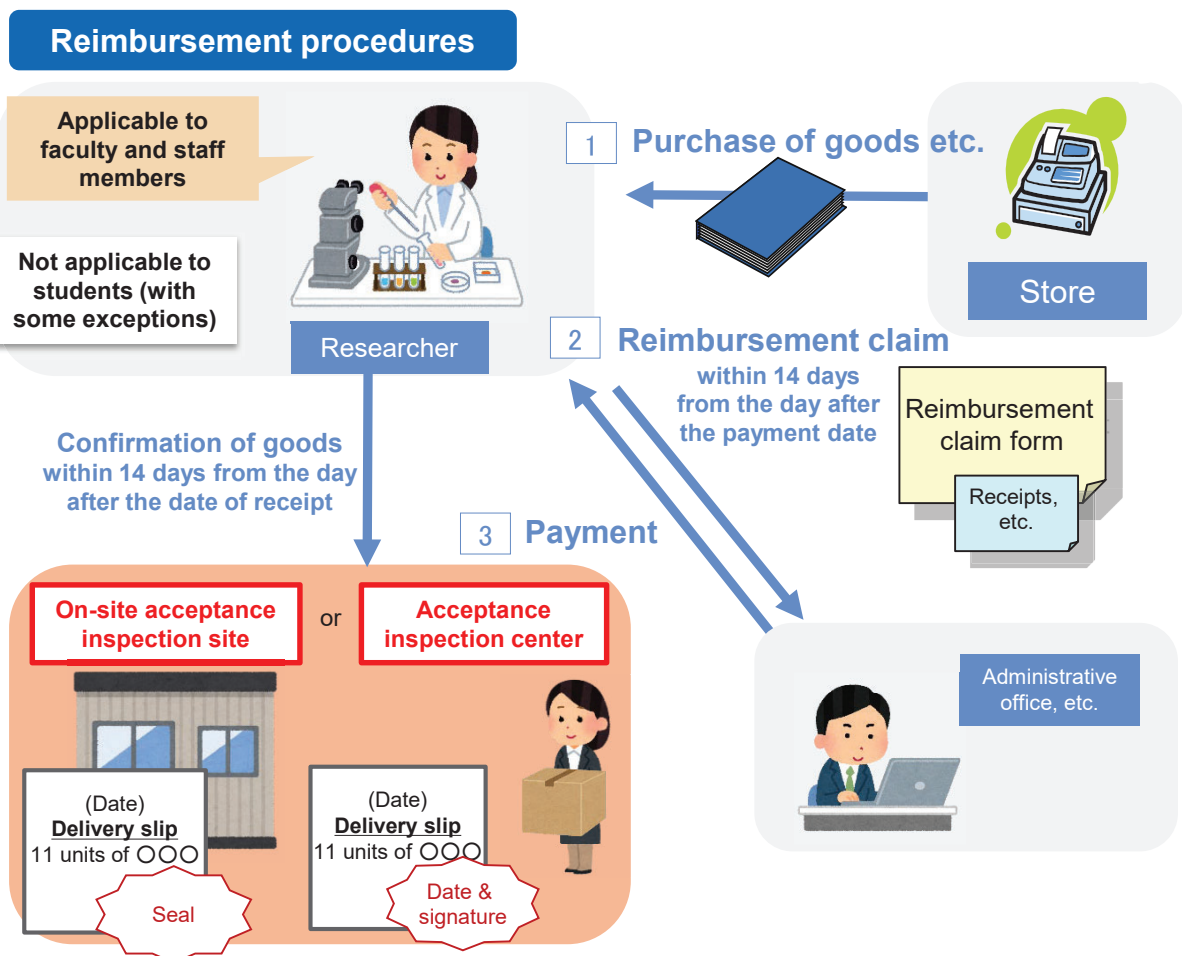 Reimbursement procedures
Applicable to
faculty and staff
members
Not applicable to
students (with
some exceptions)
Researcher
1 Purchase of goods etc.
Store
2 Reimbursement claim
within 14 days
from the day after
the payment date
Reimbursement
claim form
Receipts,
etc.
Confirmation of goods
within 14 days from the day
after the date of receipt
3 Payment
On-site acceptance
inspection site
or
Acceptance
inspection center
Administrative
office, etc.
(Date)
Delivery slip
11 units of ○○○
Seal
(Date)
Delivery slip
11 units of ○○○
Date &
signature